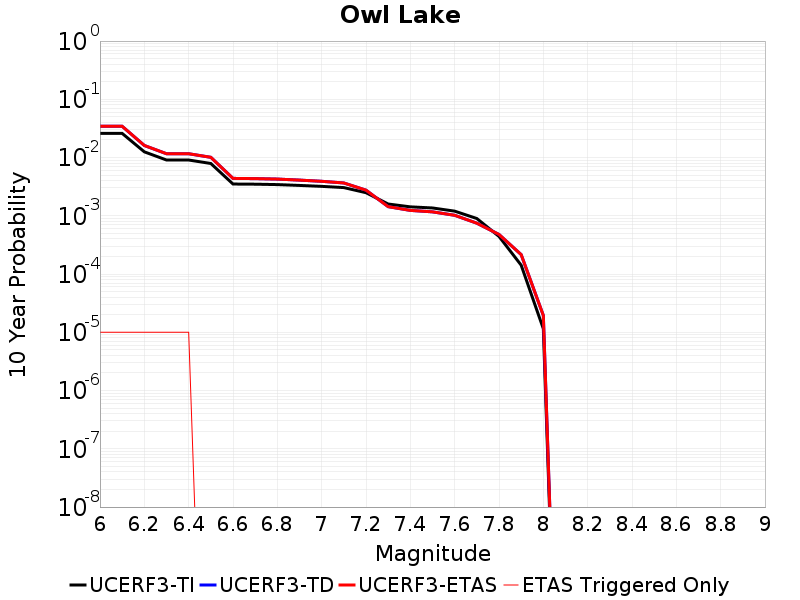 Owl Lake
10^0
10^-1
10^-2
10^-3
10^-4
10^-5
10^-6
10^-7
10^-8
10 Year Probability
6 6.2 6.4 6.6 6.8 7 7.2 7.4 7.6 7.8 8 8.2 8.4 8.6 8.8 9
Magnitude
UCERF3-TI UCERF3-TD UCERF3-ETAS ETAS Triggered Only